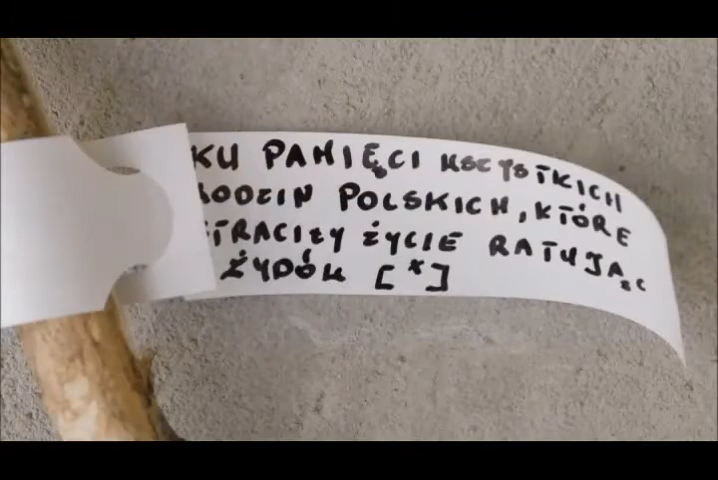 KU PAMIĘCI WSZYSTKICH
RODZIN POLSKICH, KTÓRE
STRACIŁY ŻYCIE RATUJĄC
ŻYDÓW [*]